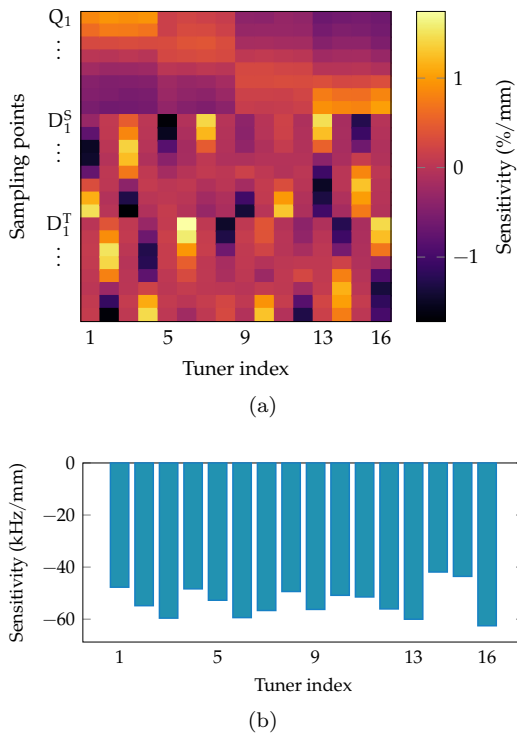 Q₁
⋮
D₁ˢ
⋮
D₁ᵀ
⋮
Sampling points
1 5 9 13 16
Tuner index
1
0
−1
Sensitivity (%/mm)
(a)
0
−20
−40
−60
Sensitivity (kHz/mm)
1 5 9 13 16
Tuner index
(b)